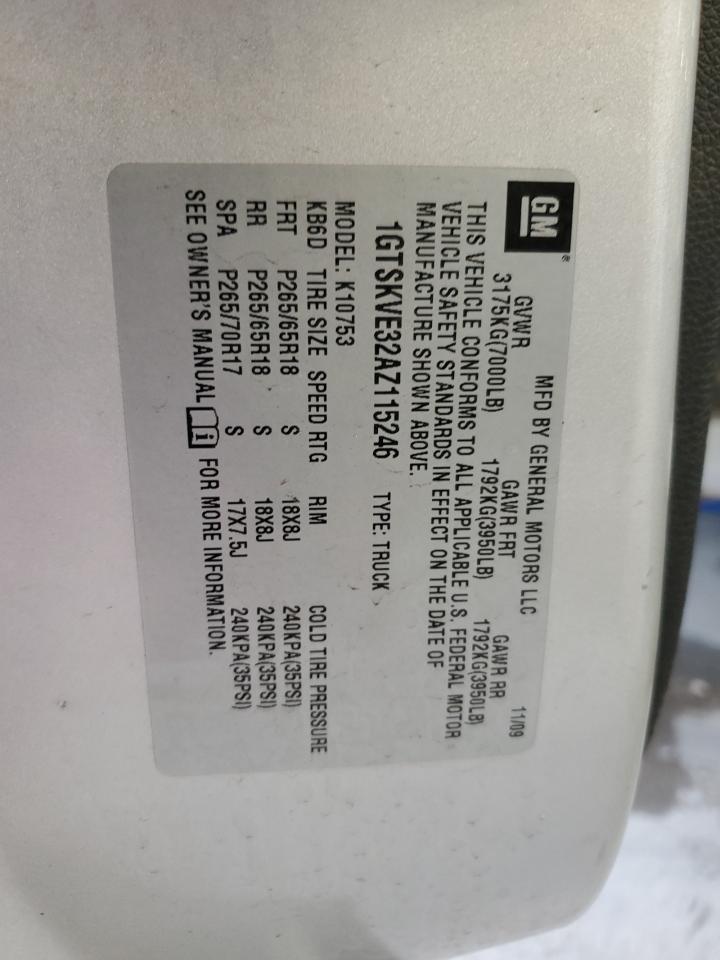 GM®
MFD BY GENERAL MOTORS LLC 11/09
GVWR GAWR FRT GAWR RR
3175KG(7000LB) 1792KG(3950LB) 1792KG(3950LB)
THIS VEHICLE CONFORMS TO ALL APPLICABLE U.S. FEDERAL MOTOR
VEHICLE SAFETY STANDARDS IN EFFECT ON THE DATE OF
MANUFACTURE SHOWN ABOVE.
1GTSKVE32AZ115246 TYPE: TRUCK
MODEL: K10753
KB6D TIRE SIZE SPEED RTG RIM COLD TIRE PRESSURE
FRT P265/65R18 S 18X8J 240KPA(35PSI)
RR P265/65R18 S 18X8J 240KPA(35PSI)
SPA P265/70R17 S 17X7.5J 240KPA(35PSI)
SEE OWNER'S MANUAL i FOR MORE INFORMATION.